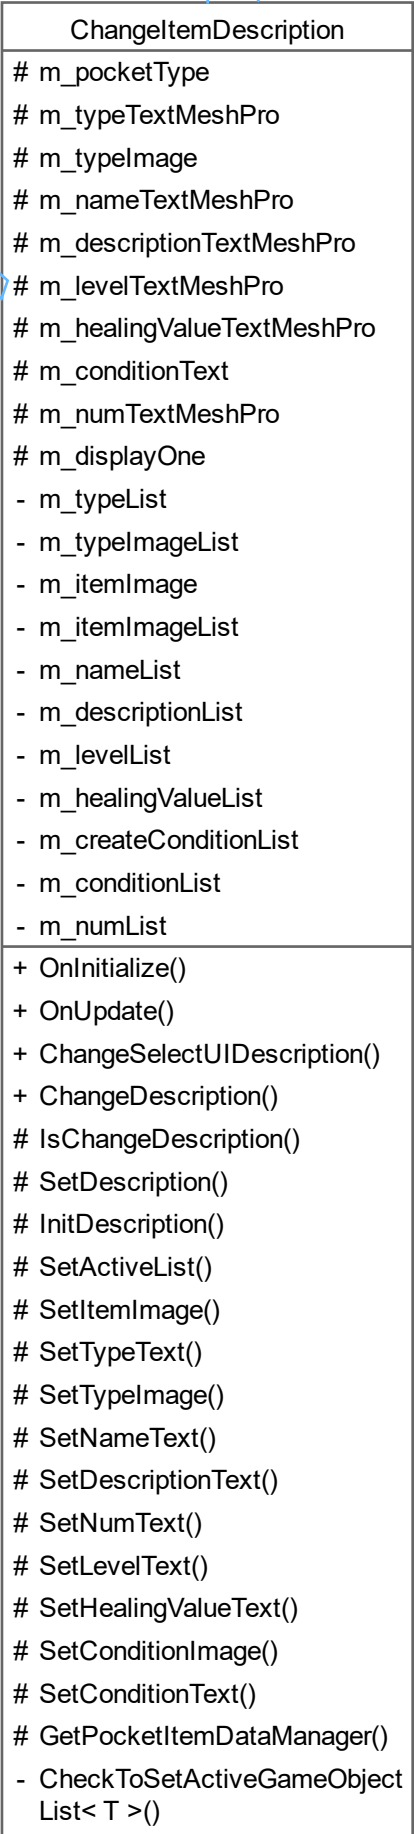 ChangeItemDescription
# m_pocketType
# m_typeTextMeshPro
# m_typeImage
# m_nameTextMeshPro
# m_descriptionTextMeshPro
# m_levelTextMeshPro
# m_healingValueTextMeshPro
# m_conditionText
# m_numTextMeshPro
# m_displayOne
- m_typeList
- m_typeImageList
- m_itemImage
- m_itemImageList
- m_nameList
- m_descriptionList
- m_levelList
- m_healingValueList
- m_createConditionList
- m_conditionList
- m_numList
+ OnInitialize()
+ OnUpdate()
+ ChangeSelectUIDescription()
+ ChangeDescription()
# IsChangeDescription()
# SetDescription()
# InitDescription()
# SetActiveList()
# SetItemImage()
# SetTypeText()
# SetTypeImage()
# SetNameText()
# SetDescriptionText()
# SetNumText()
# SetLevelText()
# SetHealingValueText()
# SetConditionImage()
# SetConditionText()
# GetPocketItemDataManager()
- CheckToSetActiveGameObject
List< T >()